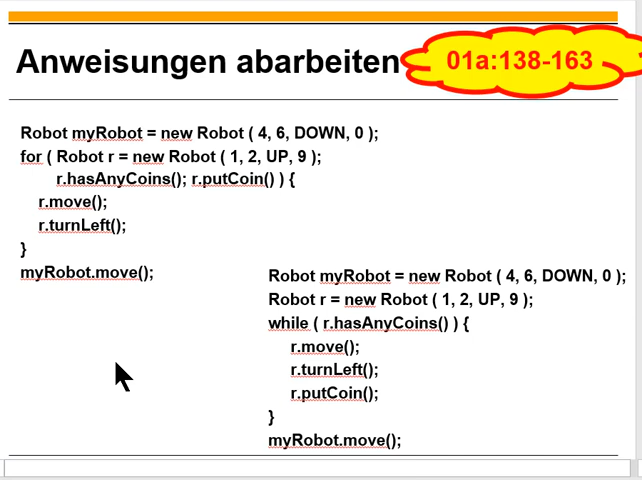 Anweisungen abarbeiten
01a:138-163
Robot myRobot = new Robot ( 4, 6, DOWN, 0 );
for ( Robot r = new Robot ( 1, 2, UP, 9 );
r.hasAnyCoins(); r.putCoin() ) {
r.move();
r.turnLeft();
}
myRobot.move();
Robot myRobot = new Robot ( 4, 6, DOWN, 0 );
Robot r = new Robot ( 1, 2, UP, 9 );
while ( r.hasAnyCoins() ) {
r.move();
r.turnLeft();
r.putCoin();
}
myRobot.move();